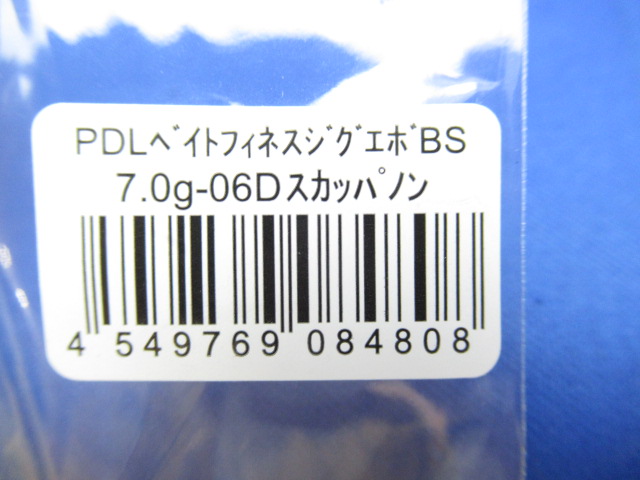 PDLﾍﾞｲﾄﾌｨﾈｽｼﾞｸﾞｴﾎﾞBS
7.0g-06Dｽｶｯﾊﾟﾉﾝ
4 549769 084808